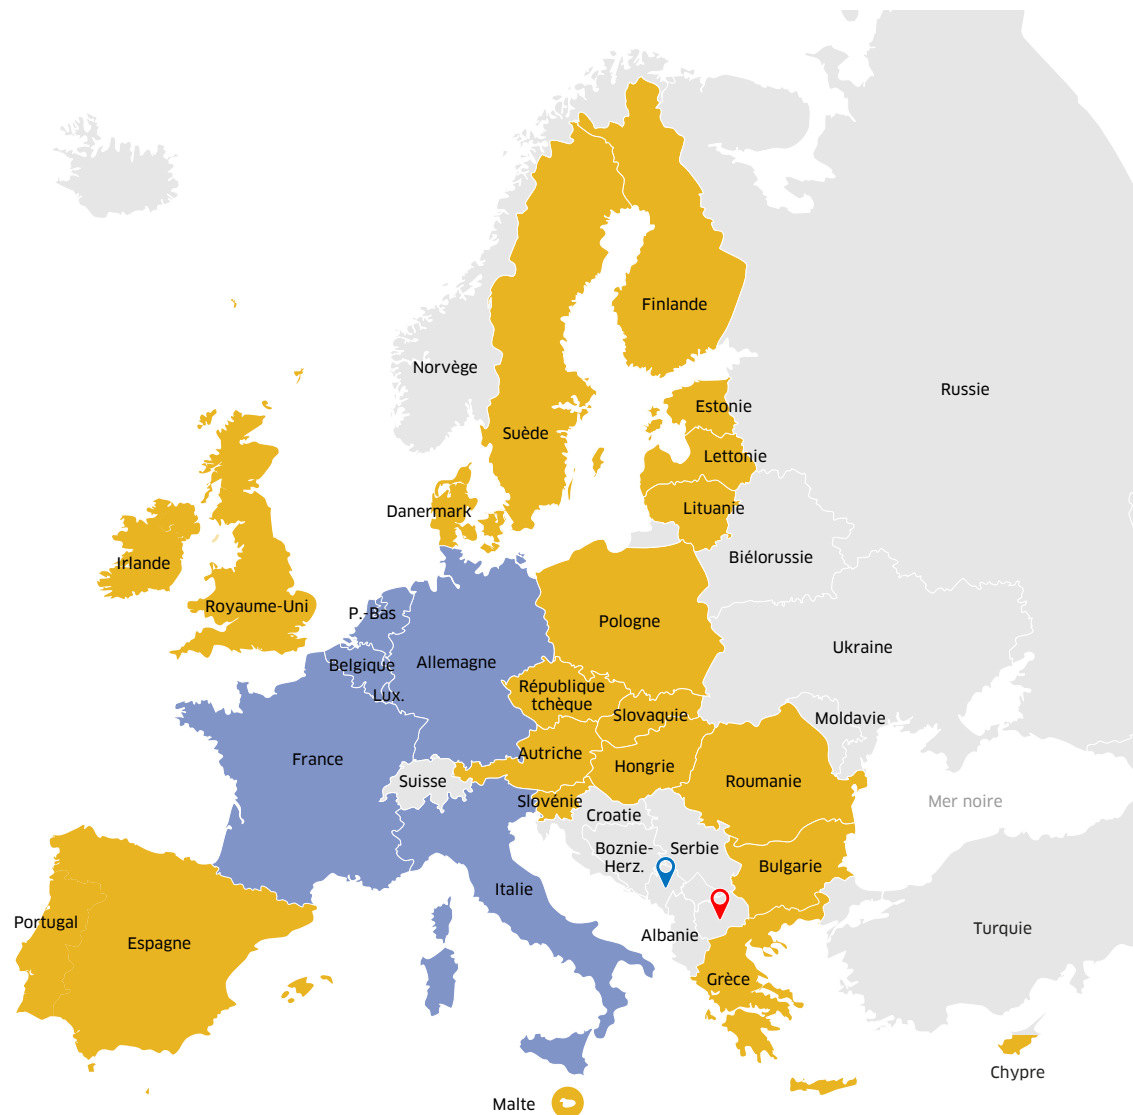 Finlande
Norvège
Russie
Estonie
Suède
Lettonie
Danermark
Lituanie
Biélorussie
Irlande
Royaume-Uni
P.-Bas
Pologne
Ukraine
Belgique
Allemagne
Lux.
République
tchèque
Slovaquie
Moldavie
France
Autriche
Hongrie
Suisse
Roumanie
Slovénie
Mer noire
Croatie
Boznie-
Herz.
Serbie
Bulgarie
Italie
Portugal
Espagne
Albanie
Turquie
Grèce
Chypre
Malte